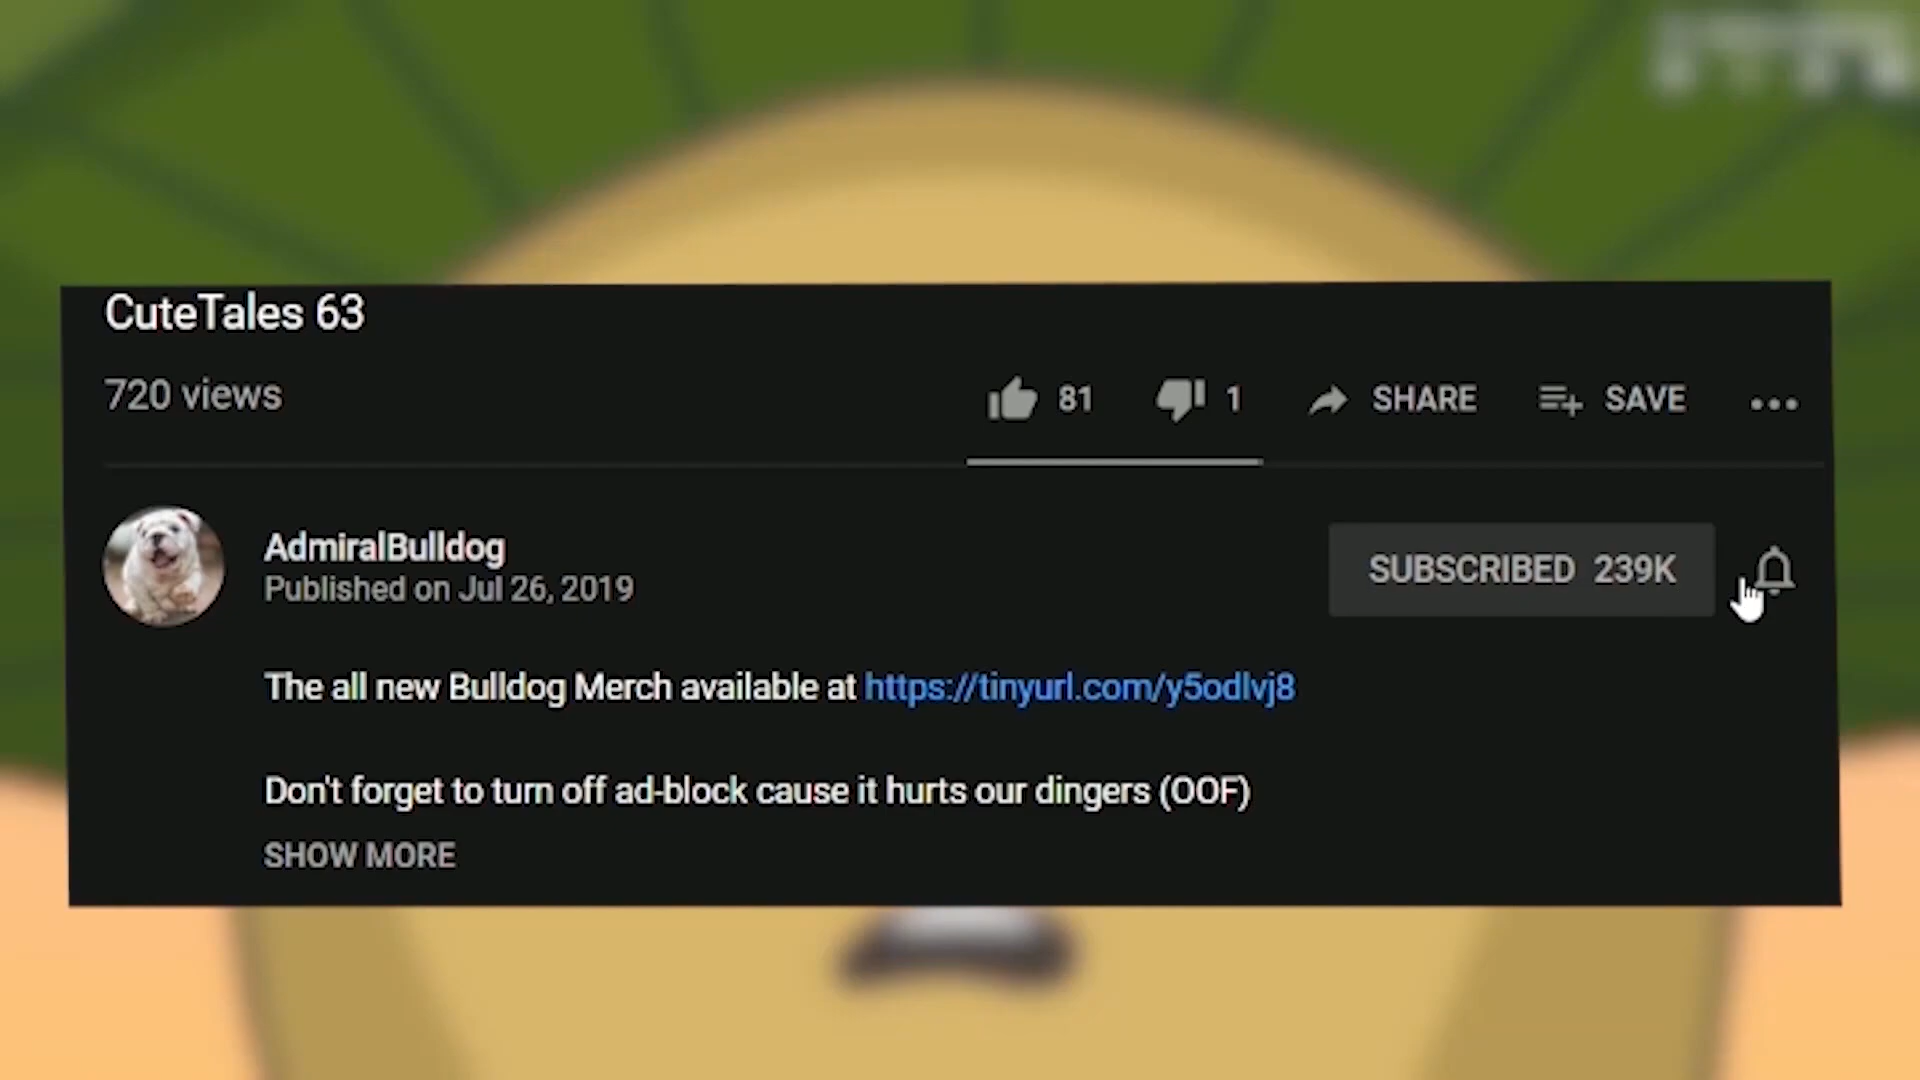 CuteTales 63
720 views
81 1 SHARE SAVE
AdmiralBulldog
Published on Jul 26, 2019
SUBSCRIBED 239K
The all new Bulldog Merch available at https://tinyurl.com/y5odlvj8
Don't forget to turn off ad-block cause it hurts our dingers (OOF)
SHOW MORE